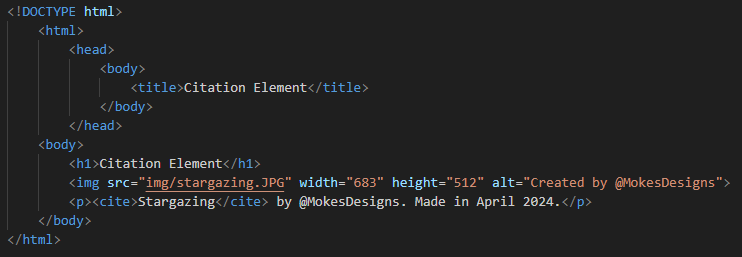 <!DOCTYPE html>
<html>
<head>
<body>
<title>Citation Element</title>
</body>
</head>
<body>
<h1>Citation Element</h1>
<img src="img/stargazing.JPG" width="683" height="512" alt="Created by @MokesDesigns">
<p><cite>Stargazing</cite> by @MokesDesigns. Made in April 2024.</p>
</body>
</html>